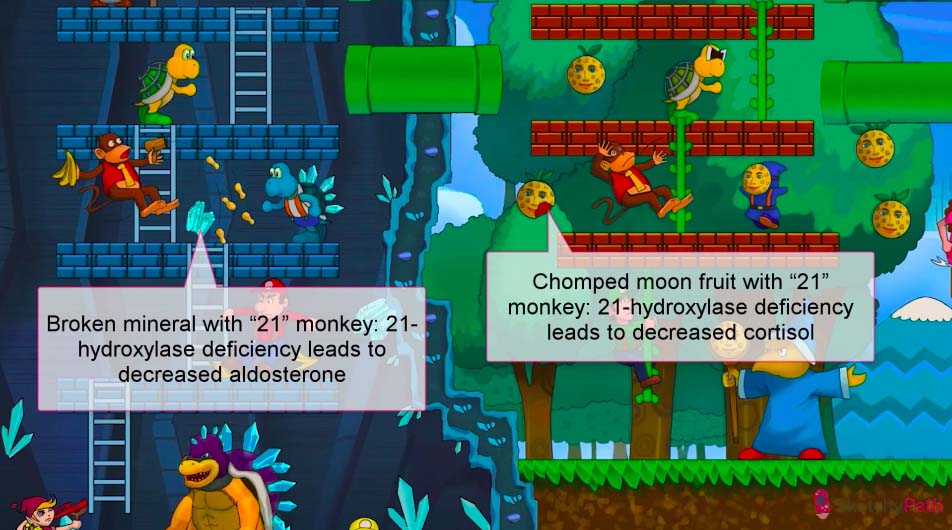 Broken mineral with “21” monkey: 21-
hydroxylase deficiency leads to
decreased aldosterone
Chomped moon fruit with “21”
monkey: 21-hydroxylase deficiency
leads to decreased cortisol
SketchyPath